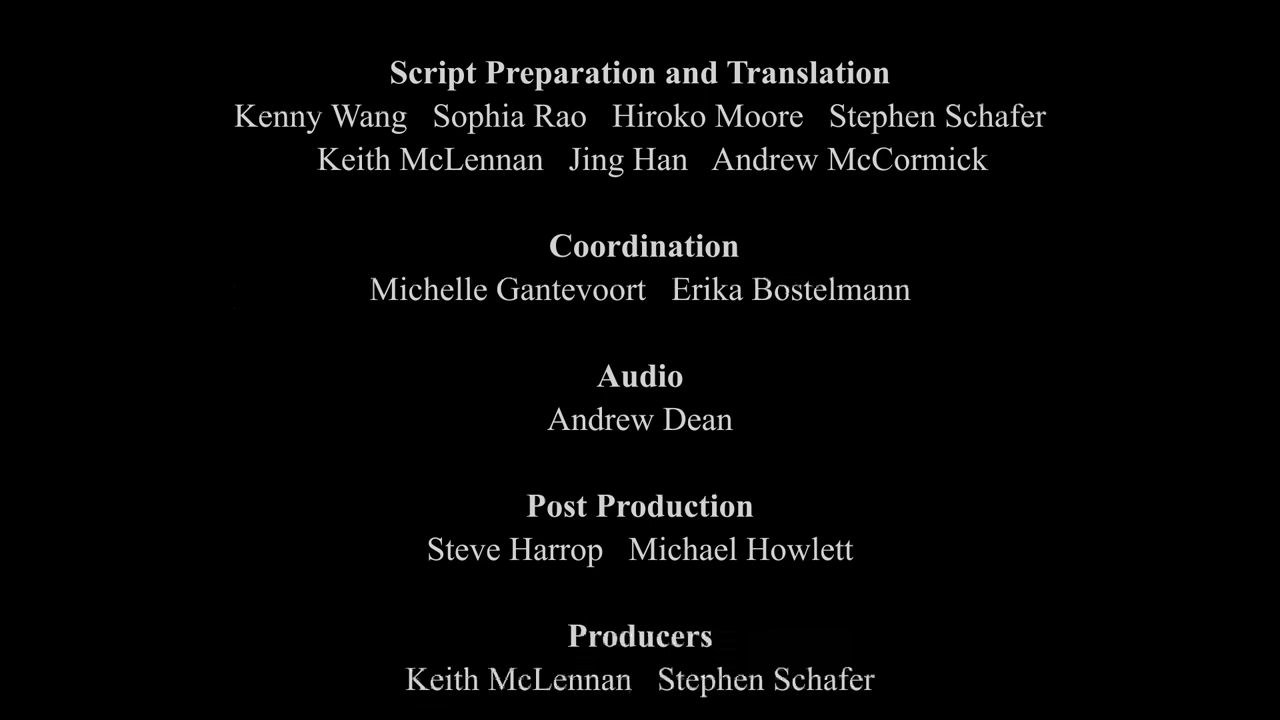 Script Preparation and Translation
Kenny Wang Sophia Rao Hiroko Moore Stephen Schafer
Keith McLennan Jing Han Andrew McCormick
Coordination
Michelle Gantevoort Erika Bostelmann
Audio
Andrew Dean
Post Production
Steve Harrop Michael Howlett
Producers
Keith McLennan Stephen Schafer